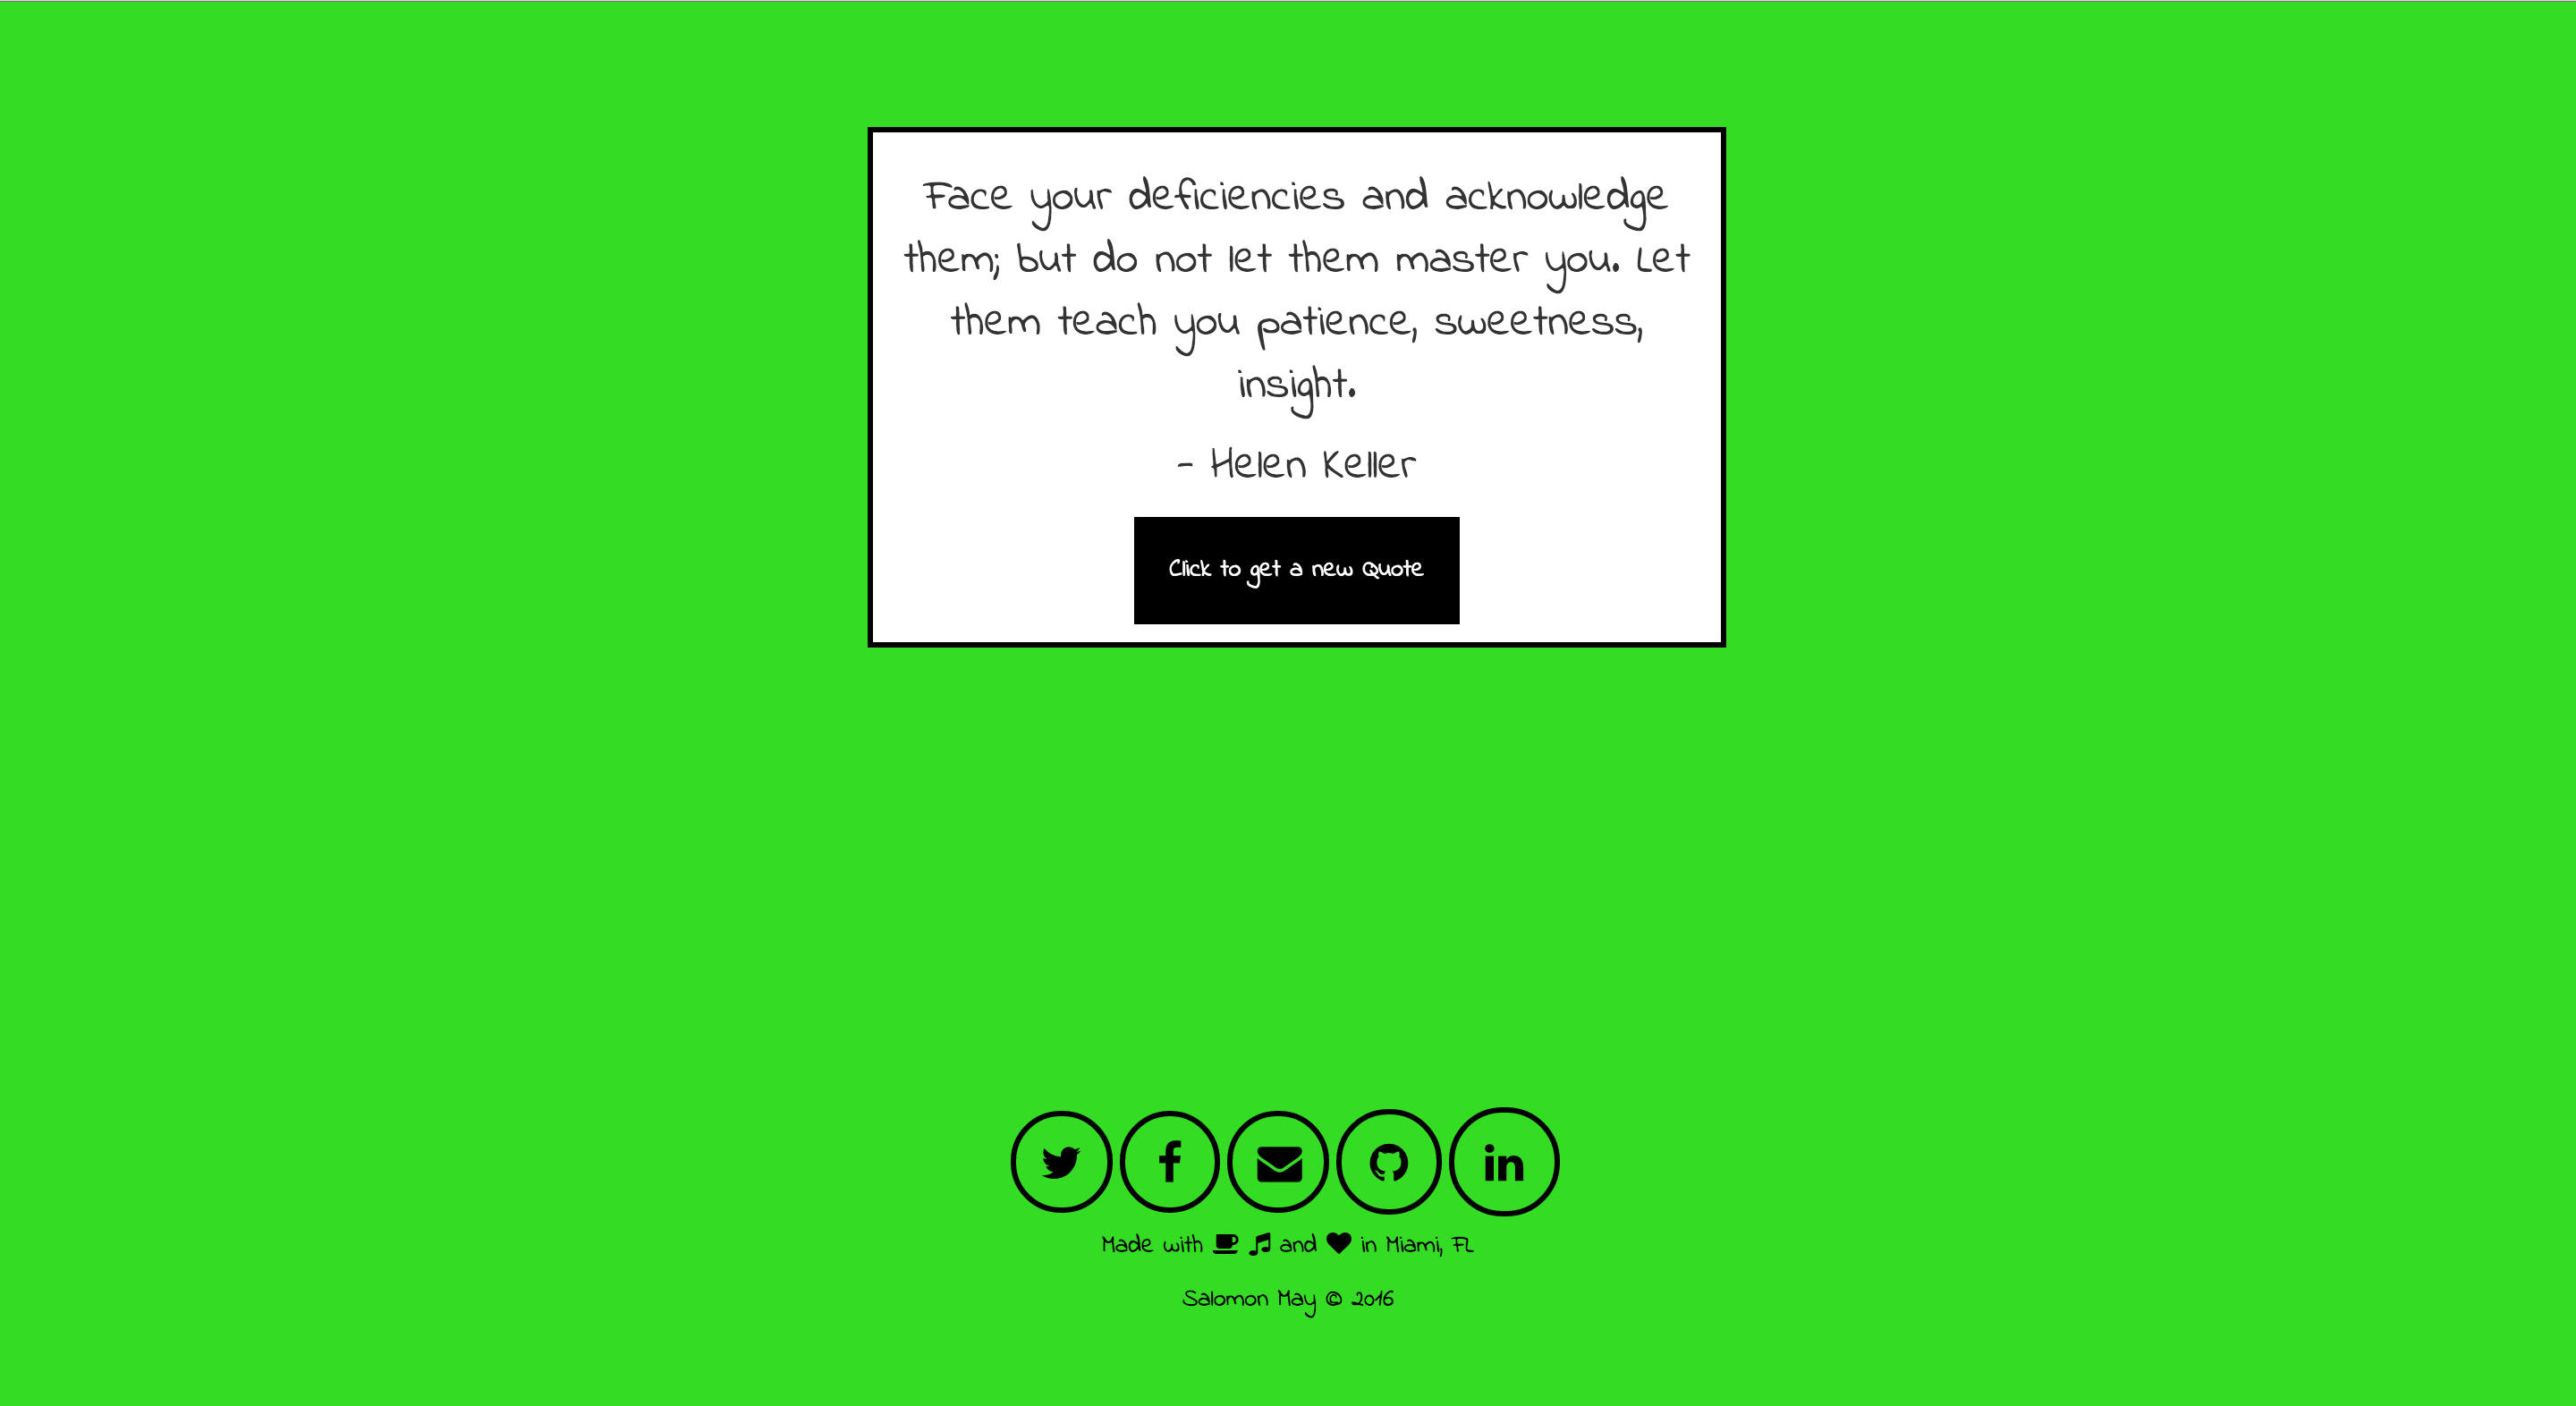 Face your deficiencies and acknowledge
them; but do not let them master you. Let
them teach you patience, sweetness,
insight.
- Helen Keller
Click to get a new Quote
Made with and in Miami, FL
Salomon May © 2016